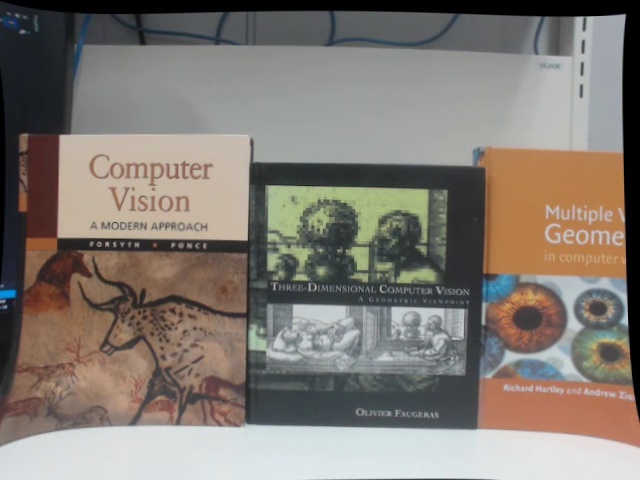 Computer
Vision
A MODERN APPROACH
FORSYTH • PONCE
THREE-DIMENSIONAL COMPUTER VISION
A GEOMETRIC VIEWPOINT
OLIVIER FAUGERAS
Multiple V
Geome
in computer v
Richard Hartley and Andrew Zis